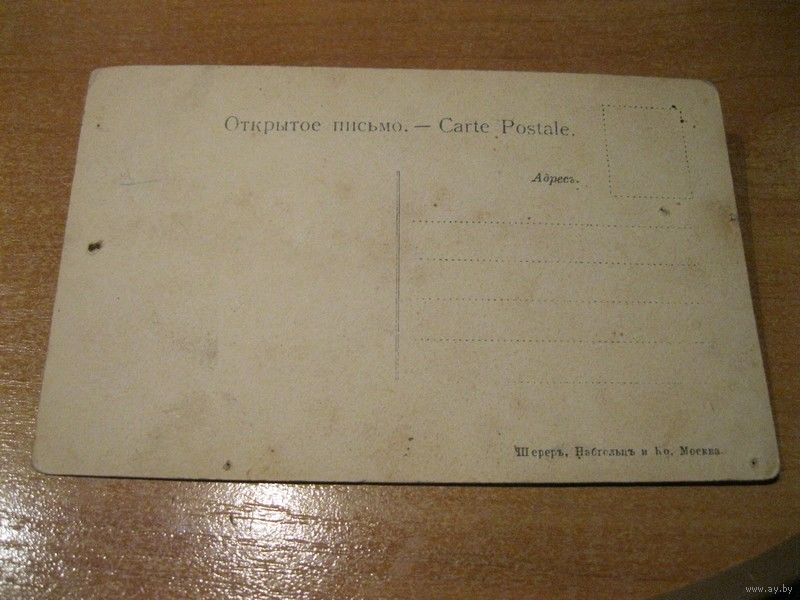 Открытое письмо. — Carte Postale.
Адресъ.
Шереръ, Набгольцъ и Ко, Москва.
www.ay.by